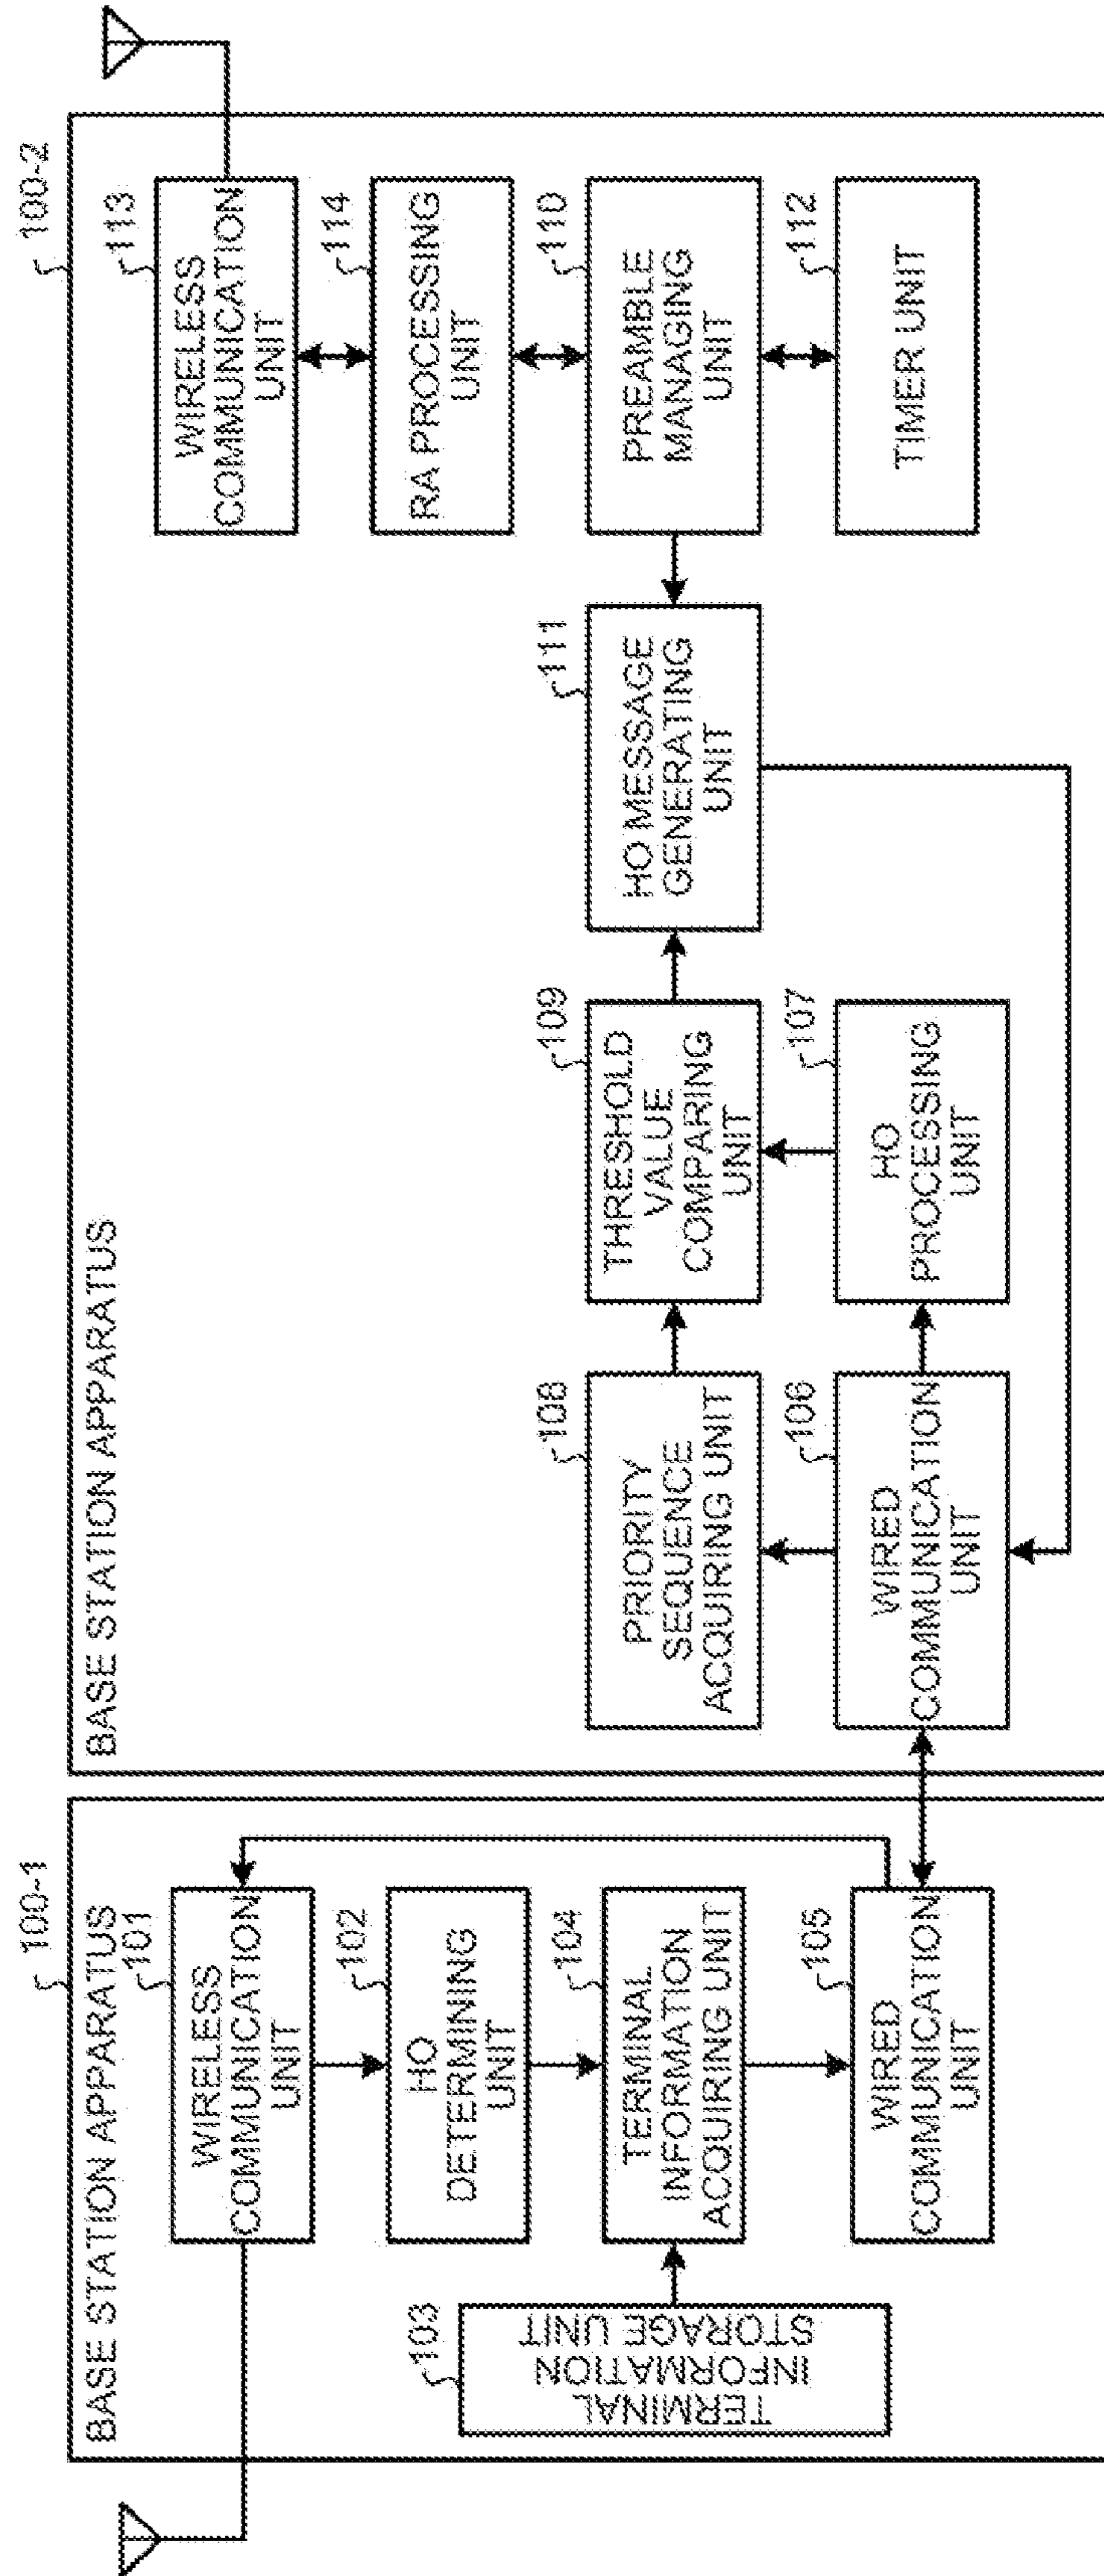 BASE STATION APPARATUS
100-1
101
WIRELESS
COMMUNICATION
UNIT
102
HO
DETERMINING
UNIT
103
TERMINAL
INFORMATION
STORAGE UNIT
104
TERMINAL
INFORMATION
ACQUIRING UNIT
105
WIRED
COMMUNICATION
UNIT
BASE STATION APPARATUS
100-2
106
WIRED
COMMUNICATION
UNIT
108
PRIORITY
SEQUENCE
ACQUIRING UNIT
109
THRESHOLD
VALUE
COMPARING
UNIT
107
HO
PROCESSING
UNIT
111
HO MESSAGE
GENERATING
UNIT
113
WIRELESS
COMMUNICATION
UNIT
114
RA PROCESSING
UNIT
110
PREAMBLE
MANAGING
UNIT
112
TIMER UNIT